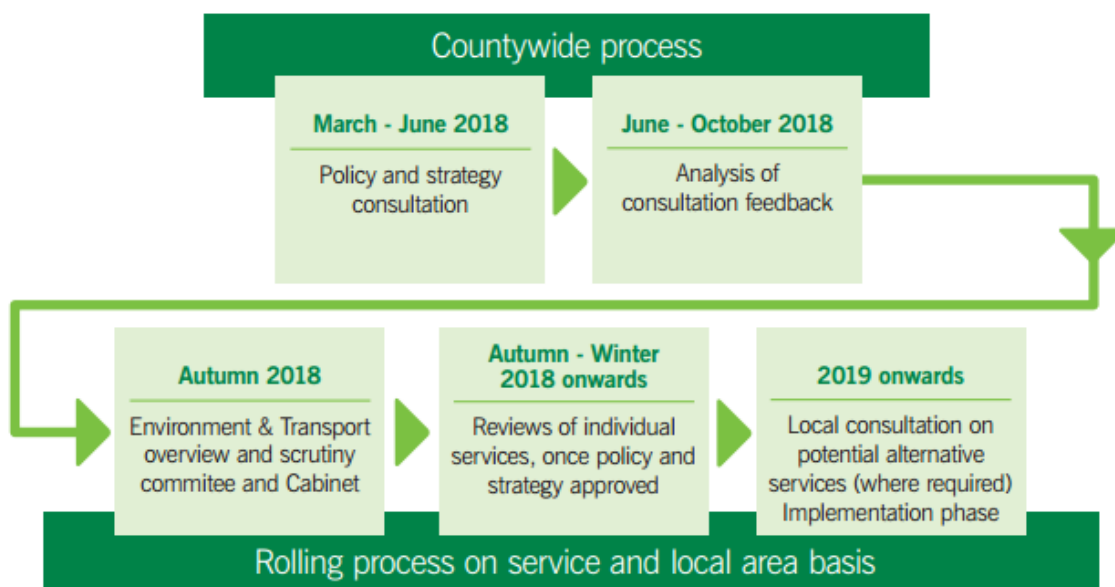 Countywide process
March - June 2018
Policy and strategy
consultation
June - October 2018
Analysis of
consultation feedback
Autumn 2018
Environment & Transport
overview and scrutiny
commitee and Cabinet
Autumn - Winter
2018 onwards
Reviews of individual
services, once policy and
strategy approved
2019 onwards
Local consultation on
potential alternative
services (where required)
Implementation phase
Rolling process on service and local area basis